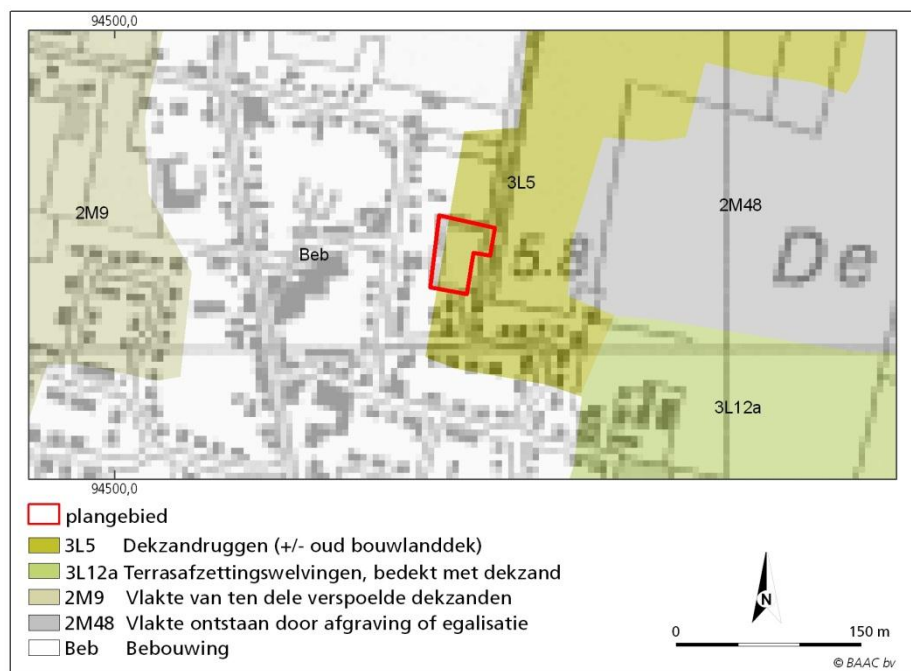 94500,0
3L5
2M9
2M48
Beb
5.8
De
3L12a
94500,0
plangebied
3L5 Dekzandruggen (+/- oud bouwlanddek)
3L12a Terrasafzettingswelvingen, bedekt met dekzand
2M9 Vlakte van ten dele verspoelde dekzanden
2M48 Vlakte ontstaan door afgraving of egalisatie
Beb Bebouwing
N
0 150 m
© BAAC bv